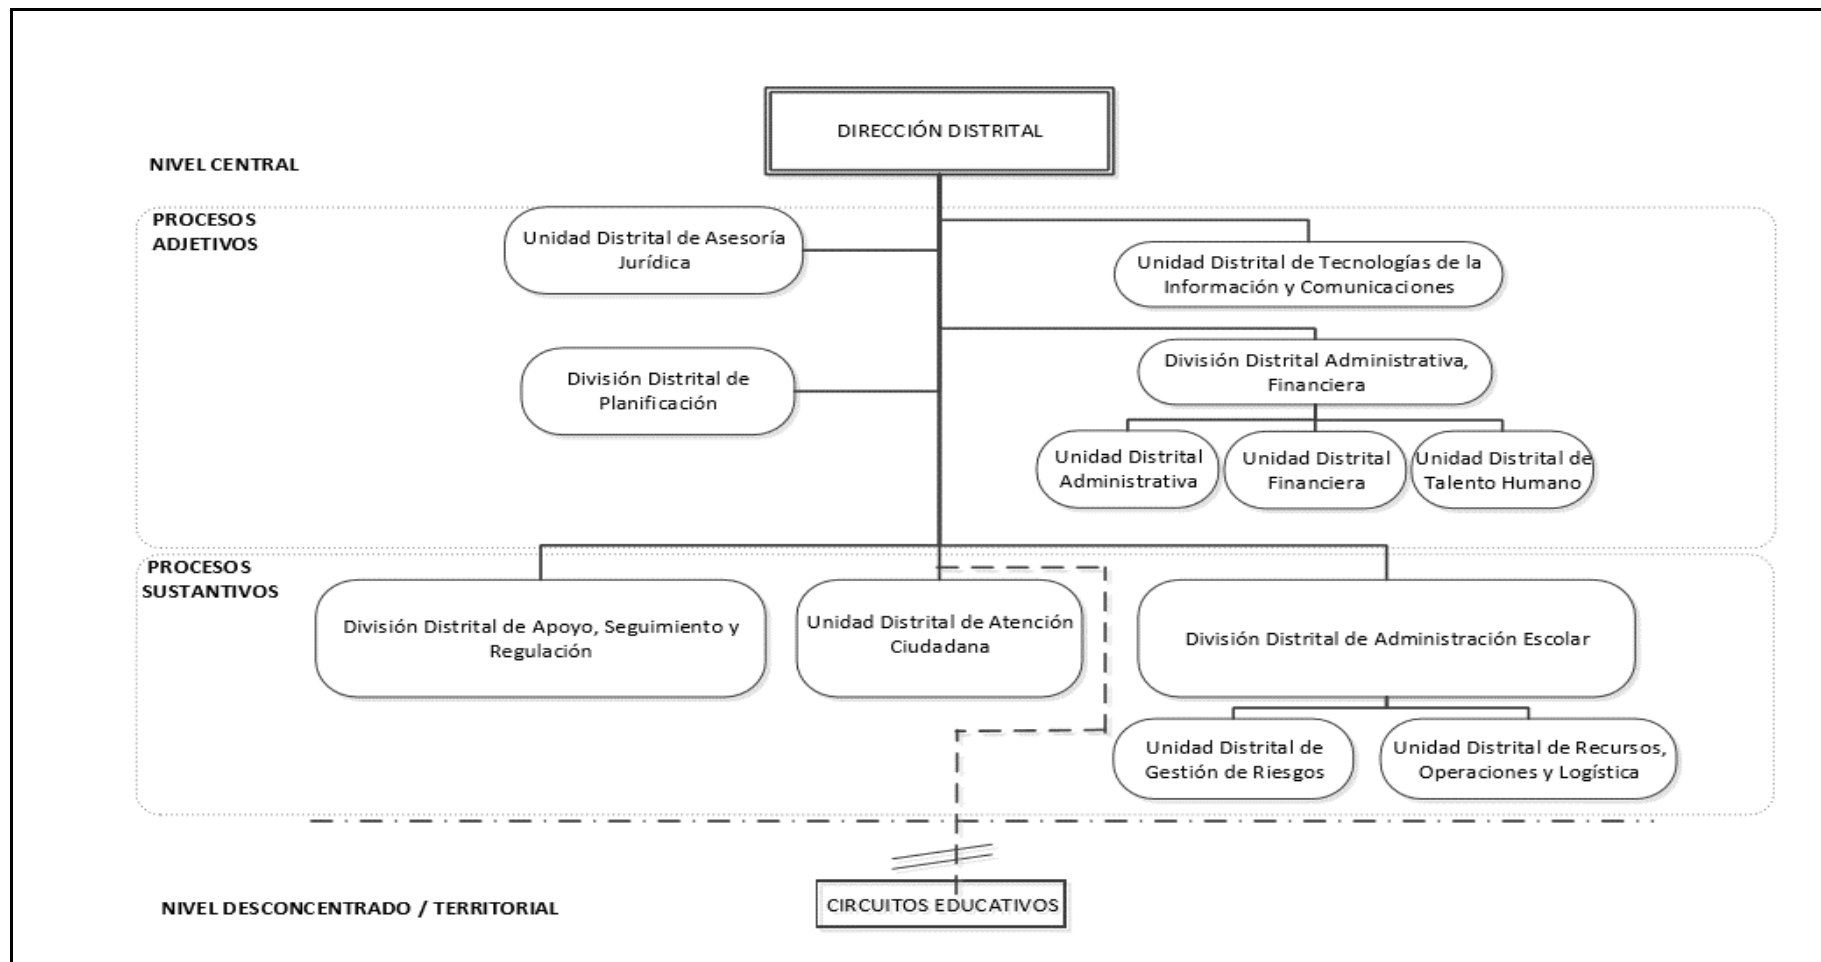 DIRECCIÓN DISTRITAL
NIVEL CENTRAL
PROCESOS
ADJETIVOS
Unidad Distrital de Asesoría
Jurídica
Unidad Distrital de Tecnologías de la
Información y Comunicaciones
División Distrital de
Planificación
División Distrital Administrativa,
Financiera
Unidad Distrital
Administrativa
Unidad Distrital
Financiera
Unidad Distrital de
Talento Humano
PROCESOS
SUSTANTIVOS
División Distrital de Apoyo, Seguimiento y
Regulación
Unidad Distrital de Atención
Ciudadana
División Distrital de Administración Escolar
Unidad Distrital de
Gestión de Riesgos
Unidad Distrital de Recursos,
Operaciones y Logística
NIVEL DESCONCENTRADO / TERRITORIAL
CIRCUITOS EDUCATIVOS